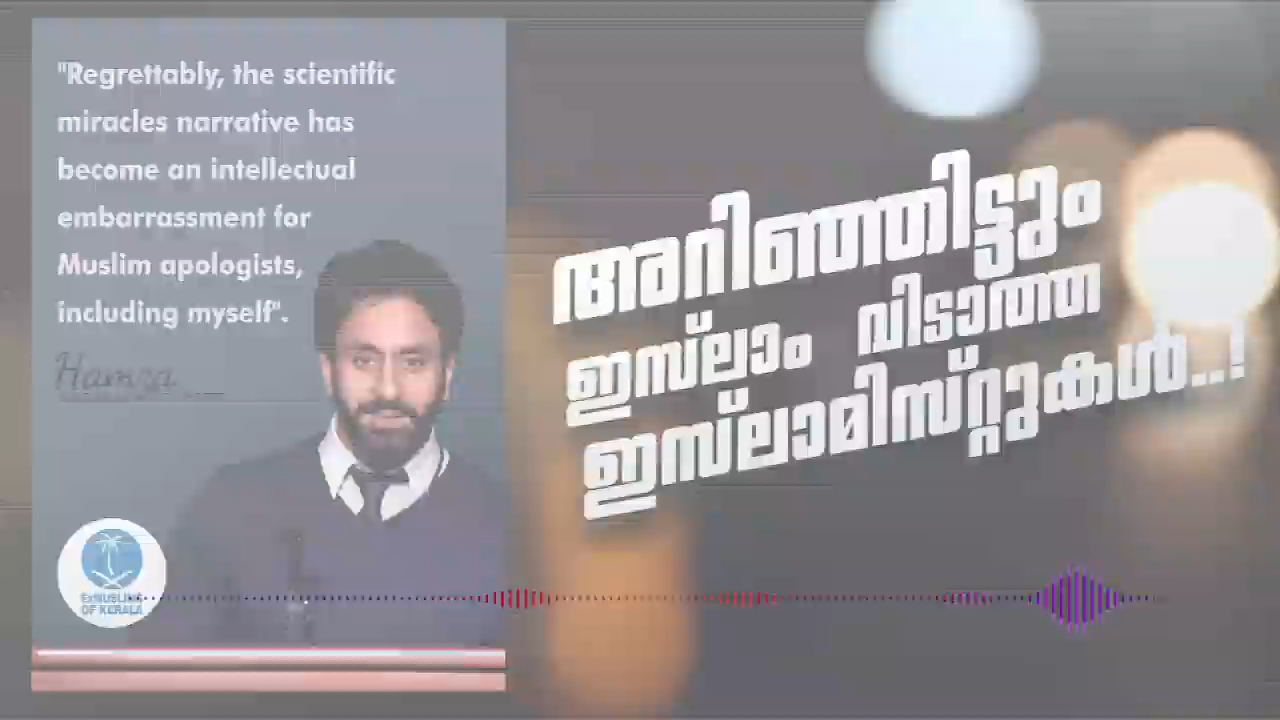 "Regrettably, the scientific
miracles narrative has
become an intellectual
embarrassment for
Muslim apologists,
including myself".
Hamza
അറിഞ്ഞിട്ടും
ഇസ്ലാം വിടാത്ത
ഇസ്ലാമിസ്റ്റുകൾ..!
ExMUSLIMS
OF KERALA